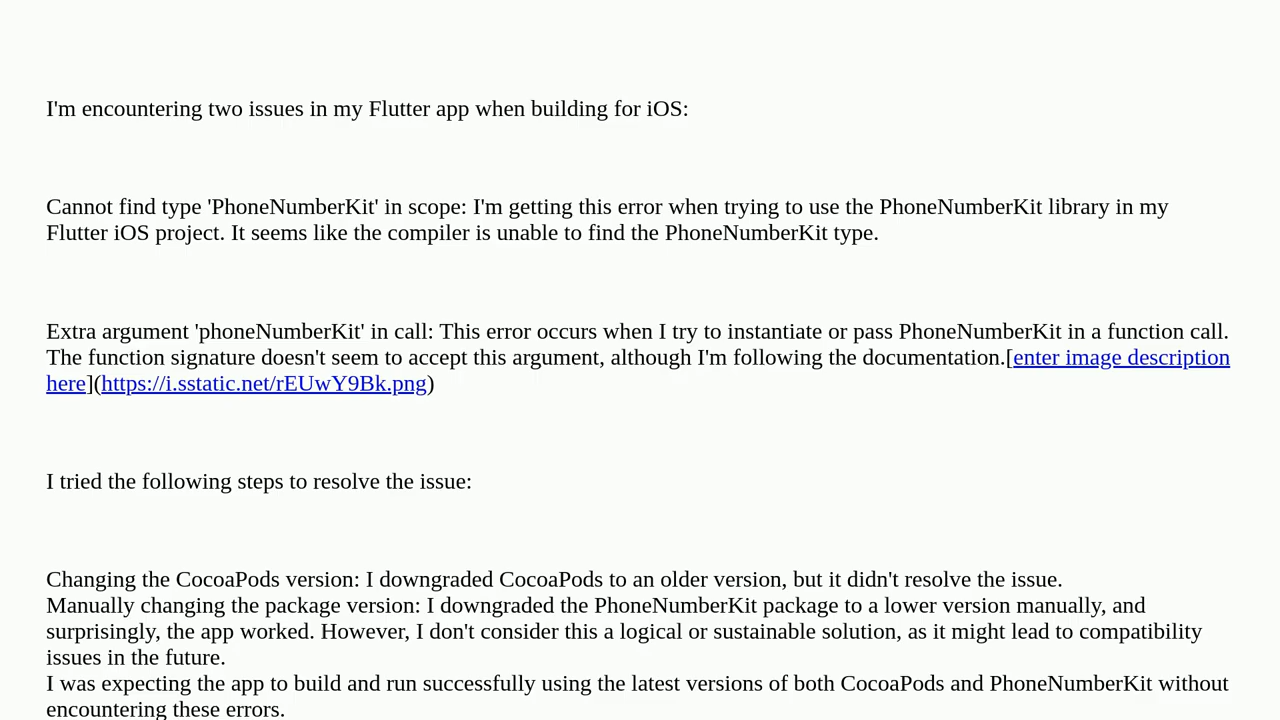 I'm encountering two issues in my Flutter app when building for iOS:
Cannot find type 'PhoneNumberKit' in scope: I'm getting this error when trying to use the PhoneNumberKit library in my
Flutter iOS project. It seems like the compiler is unable to find the PhoneNumberKit type.
Extra argument 'phoneNumberKit' in call: This error occurs when I try to instantiate or pass PhoneNumberKit in a function call.
The function signature doesn't seem to accept this argument, although I'm following the documentation.[enter image description
here](https://i.sstatic.net/rEUwY9Bk.png)
I tried the following steps to resolve the issue:
Changing the CocoaPods version: I downgraded CocoaPods to an older version, but it didn't resolve the issue.
Manually changing the package version: I downgraded the PhoneNumberKit package to a lower version manually, and
surprisingly, the app worked. However, I don't consider this a logical or sustainable solution, as it might lead to compatibility
issues in the future.
I was expecting the app to build and run successfully using the latest versions of both CocoaPods and PhoneNumberKit without
encountering these errors.